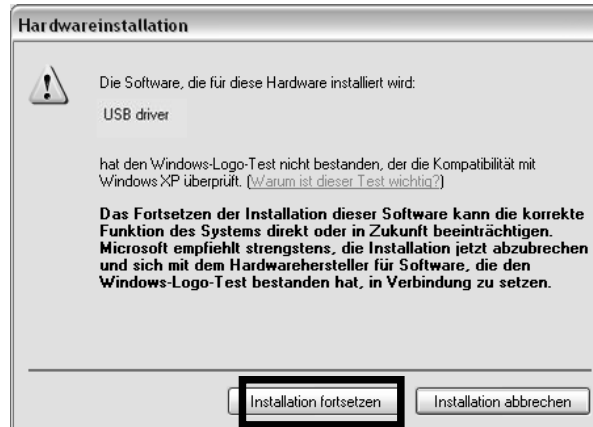 Hardwareinstallation
Die Software, die für diese Hardware installiert wird:
USB driver
hat den Windows-Logo-Test nicht bestanden, der die Kompatibilität mit
Windows XP überprüft. (Warum ist dieser Test wichtig?)
Das Fortsetzen der Installation dieser Software kann die korrekte
Funktion des Systems direkt oder in Zukunft beeinträchtigen.
Microsoft empfiehlt strengstens, die Installation jetzt abzubrechen
und sich mit dem Hardwarehersteller für Software, die den
Windows-Logo-Test bestanden hat, in Verbindung zu setzen.
Installation fortsetzen
Installation abbrechen